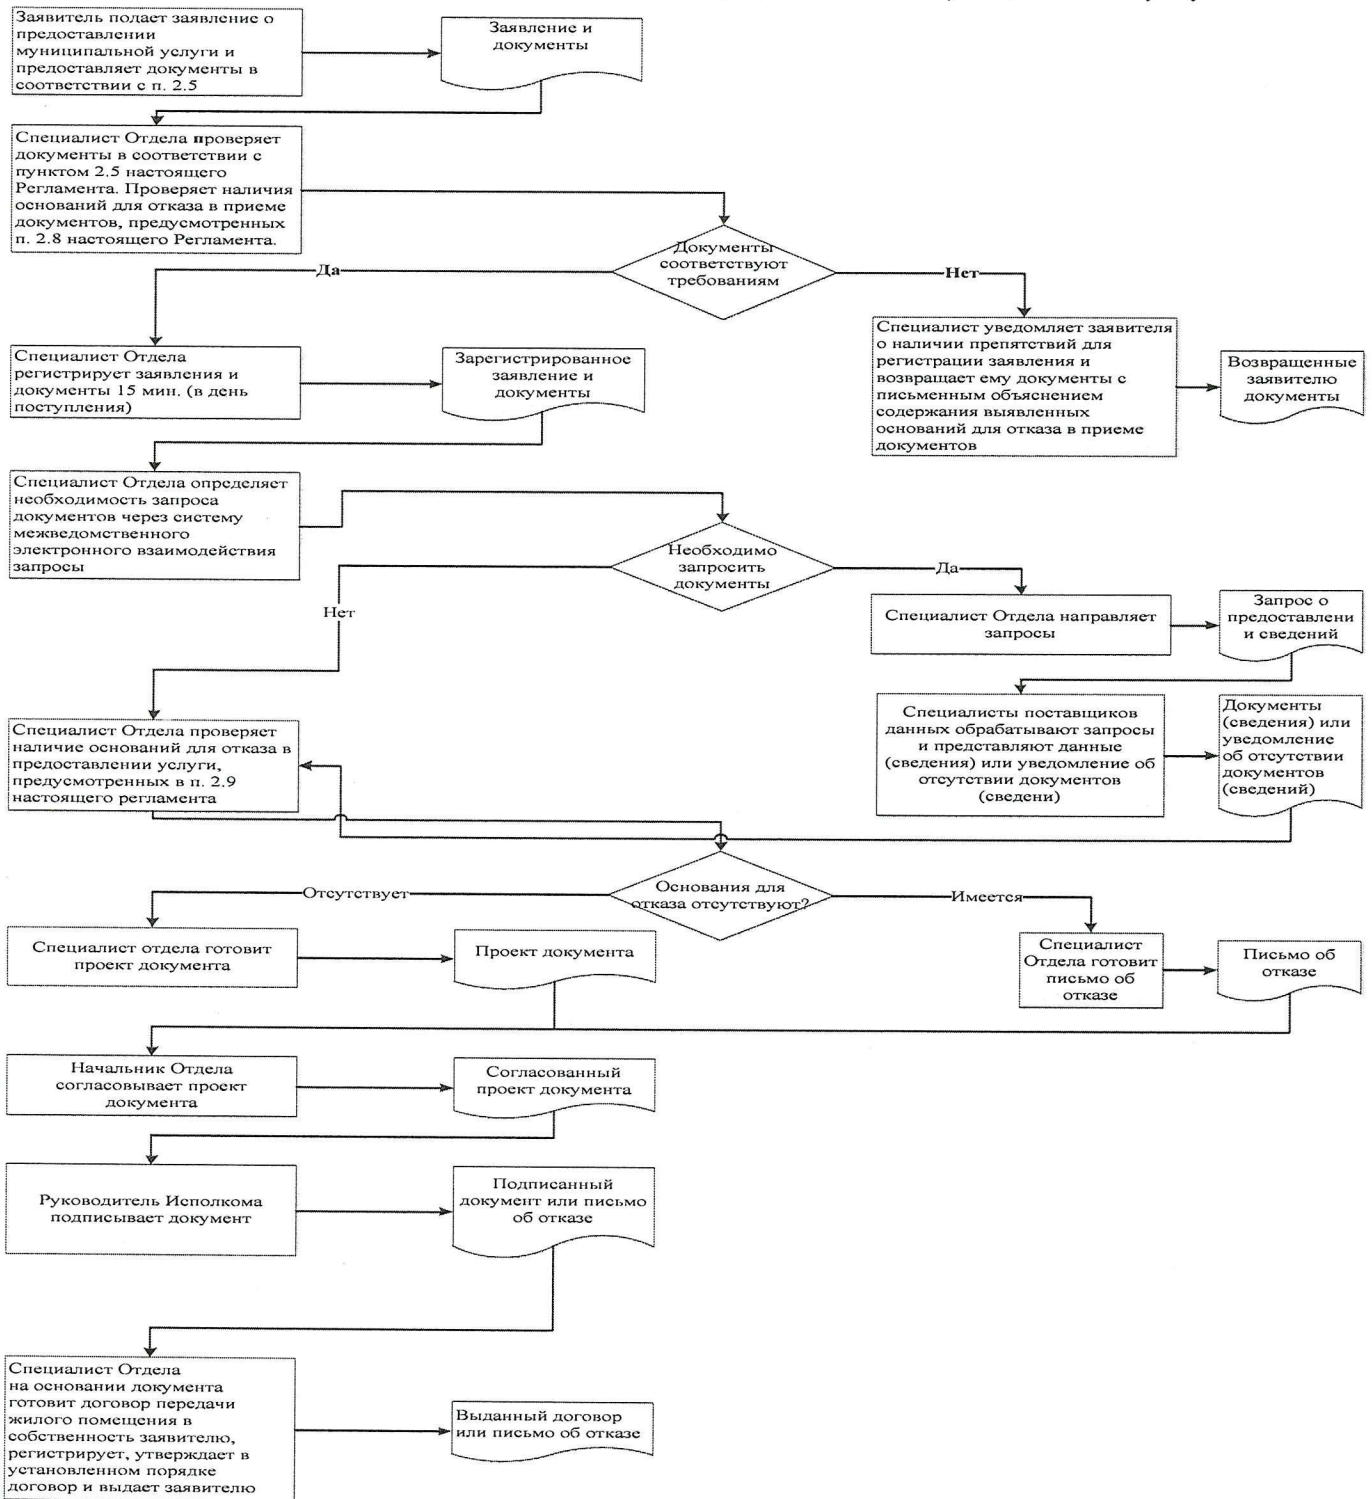 Заявитель подает заявление о
предоставлении
муниципальной услуги и
предоставляет документы в
соответствии с п. 2.5
Заявление и
документы
Специалист Отдела проверяет
документы в соответствии с
пунктом 2.5 настоящего
Регламента. Проверяет наличия
оснований для отказа в приеме
документов, предусмотренных
п. 2.8 настоящего Регламента.
Документы
соответствуют
требованиям
Да
Нет
Специалист Отдела
регистрирует заявления и
документы 15 мин. (в день
поступления)
Зарегистрированное
заявление и
документы
Специалист уведомляет заявителя
о наличии препятствий для
регистрации заявления и
возвращает ему документы с
письменным объяснением
содержания выявленных
оснований для отказа в приеме
документов
Возвращенные
заявителю
документы
Специалист Отдела определяет
необходимость запроса
документов через систему
межведомственного
электронного взаимодействия
запросы
Необходимо
запросить
документы
Да
Нет
Специалист Отдела направляет
запросы
Запрос о
предоставлени
и сведений
Специалисты поставщиков
данных обрабатывают запросы
и представляют данные
(сведения) или уведомление об
отсутствии документов
(сведени)
Документы
(сведения) или
уведомление
об отсутствии
документов
(сведений)
Специалист Отдела проверяет
наличие оснований для отказа в
предоставлении услуги,
предусмотренных в п. 2.9
настоящего регламента
Основания для
отказа отсутствуют?
Отсутствует
Имеется
Специалист отдела готовит
проект документа
Проект документа
Специалист
Отдела готовит
письмо об
отказе
Письмо об
отказе
Начальник Отдела
согласовывает проект
документа
Согласованный
проект документа
Руководитель Исполкома
подписывает документ
Подписанный
документ или письмо
об отказе
Специалист Отдела
на основании документа
готовит договор передачи
жилого помещения в
собственность заявителю,
регистрирует, утверждает в
установленном порядке
договор и выдает заявителю
Выданный договор
или письмо об отказе